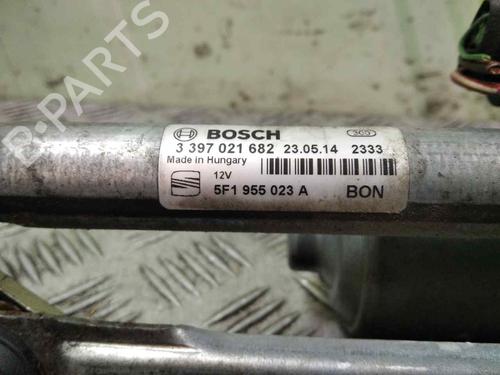 BOSCH
3 397 021 682 23.05.14 2333
Made in Hungary
12V
5F1 955 023 A BON
B-Parts